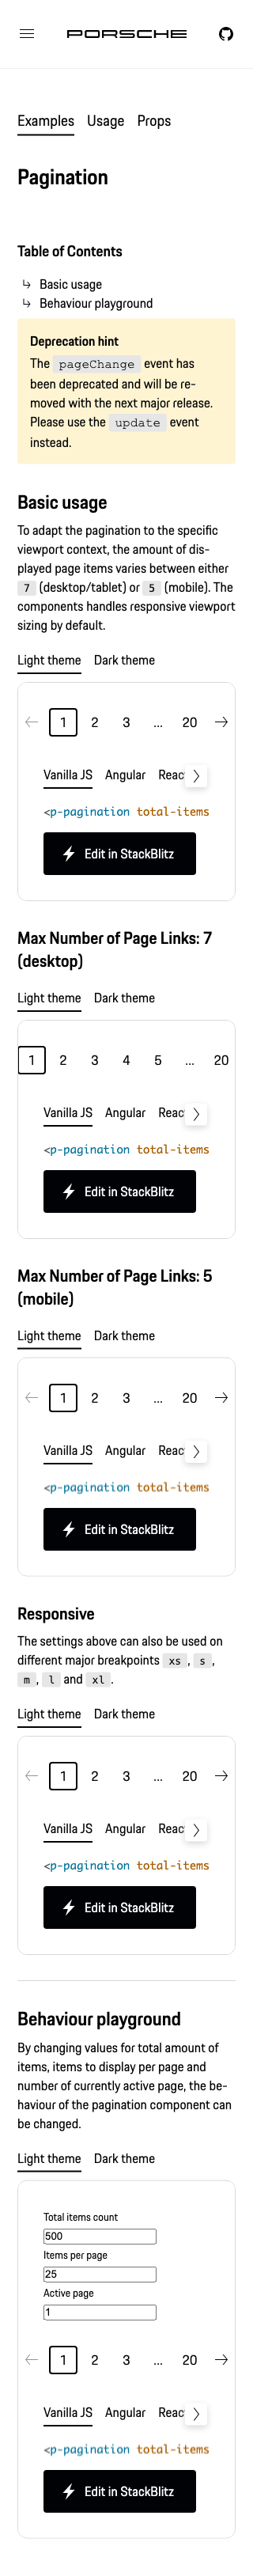 PORSCHE
Examples Usage Props
Pagination
Table of Contents
Basic usage
Behaviour playground
Deprecation hint
The pageChange event has
been deprecated and will be re-
moved with the next major release.
Please use the update event
instead.
Basic usage
To adapt the pagination to the specific
viewport context, the amount of dis-
played page items varies between either
7 (desktop/tablet) or 5 (mobile). The
components handles responsive viewport
sizing by default.
Light theme Dark theme
1 2 3 ... 20
Vanilla JS Angular Reac
<p-pagination total-items
Edit in StackBlitz
Max Number of Page Links: 7
(desktop)
Light theme Dark theme
1 2 3 4 5 ... 20
Vanilla JS Angular Reac
<p-pagination total-items
Edit in StackBlitz
Max Number of Page Links: 5
(mobile)
Light theme Dark theme
1 2 3 ... 20
Vanilla JS Angular Reac
<p-pagination total-items
Edit in StackBlitz
Responsive
The settings above can also be used on
different major breakpoints xs, s,
m, l and xl.
Light theme Dark theme
1 2 3 ... 20
Vanilla JS Angular Reac
<p-pagination total-items
Edit in StackBlitz
Behaviour playground
By changing values for total amount of
items, items to display per page and
number of currently active page, the be-
haviour of the pagination component can
be changed.
Light theme Dark theme
Total items count
500
Items per page
25
Active page
1
1 2 3 ... 20
Vanilla JS Angular Reac
<p-pagination total-items
Edit in StackBlitz